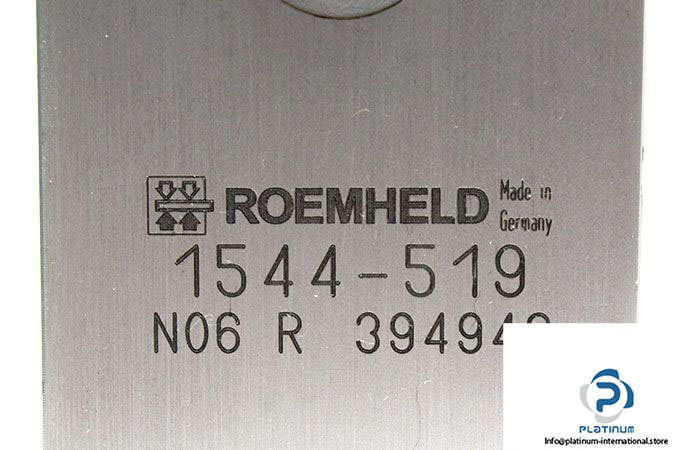 ROEMHELD Made in Germany
1544-519
N06 R
PLATINUM
Info@platinum-international.store